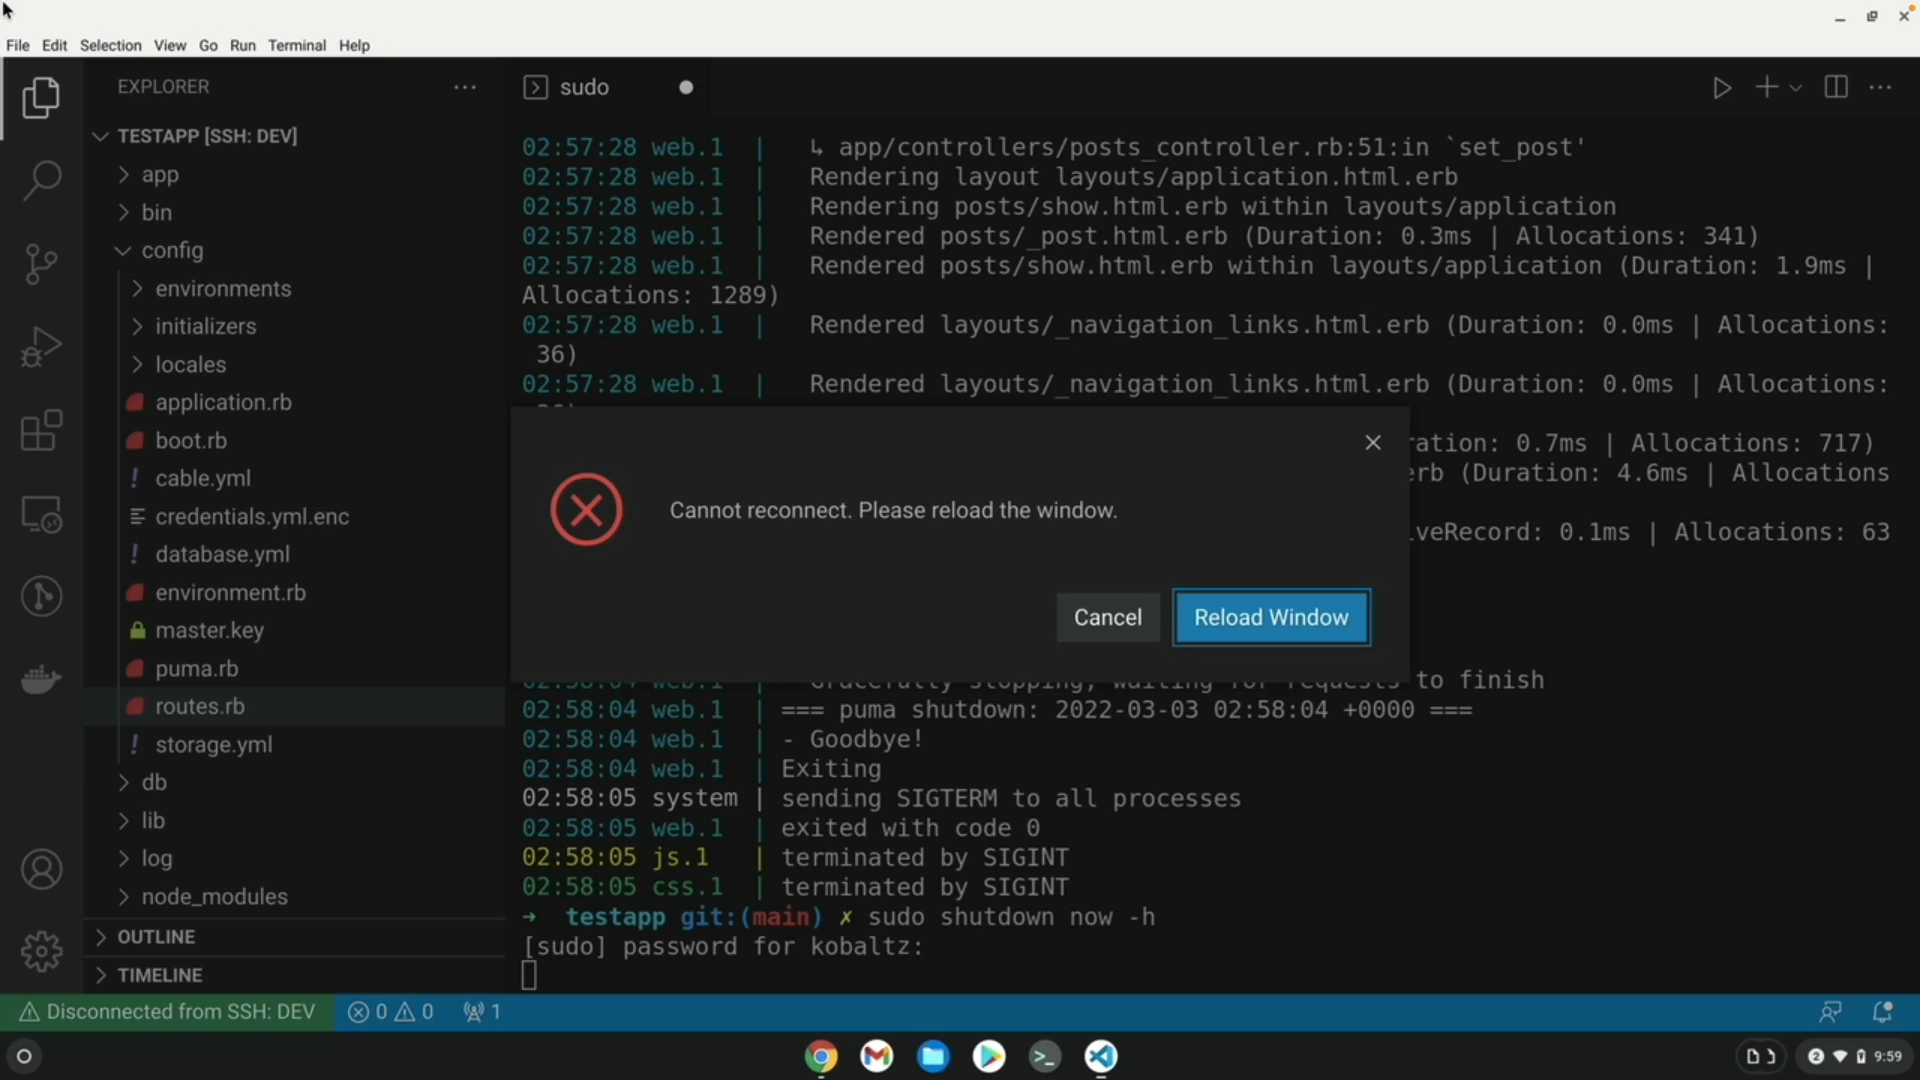 File Edit Selection View Go Run Terminal Help
EXPLORER
TESTAPP [SSH: DEV]
app
bin
config
environments
initializers
locales
application.rb
boot.rb
cable.yml
credentials.yml.enc
database.yml
environment.rb
master.key
puma.rb
routes.rb
storage.yml
db
lib
log
node_modules
OUTLINE
TIMELINE
sudo
02:57:28 web.1 | ↳ app/controllers/posts_controller.rb:51:in `set_post'
02:57:28 web.1 | Rendering layout layouts/application.html.erb
02:57:28 web.1 | Rendering posts/show.html.erb within layouts/application
02:57:28 web.1 | Rendered posts/_post.html.erb (Duration: 0.3ms | Allocations: 341)
02:57:28 web.1 | Rendered posts/show.html.erb within layouts/application (Duration: 1.9ms |
Allocations: 1289)
02:57:28 web.1 | Rendered layouts/_navigation_links.html.erb (Duration: 0.0ms | Allocations:
36)
02:57:28 web.1 | Rendered layouts/_navigation_links.html.erb (Duration: 0.0ms | Allocations:
ration: 0.7ms | Allocations: 717)
erb (Duration: 4.6ms | Allocations
iveRecord: 0.1ms | Allocations: 63
Cannot reconnect. Please reload the window.
Cancel
Reload Window
02:58:04 web.1 | Gracefully stopping, waiting for requests to finish
02:58:04 web.1 | === puma shutdown: 2022-03-03 02:58:04 +0000 ===
02:58:04 web.1 | - Goodbye!
02:58:04 web.1 | Exiting
02:58:05 system | sending SIGTERM to all processes
02:58:05 web.1 | exited with code 0
02:58:05 js.1 | terminated by SIGINT
02:58:05 css.1 | terminated by SIGINT
→ testapp git:(main) ✗ sudo shutdown now -h
[sudo] password for kobaltz:
Disconnected from SSH: DEV 0 0 1
2 9:59